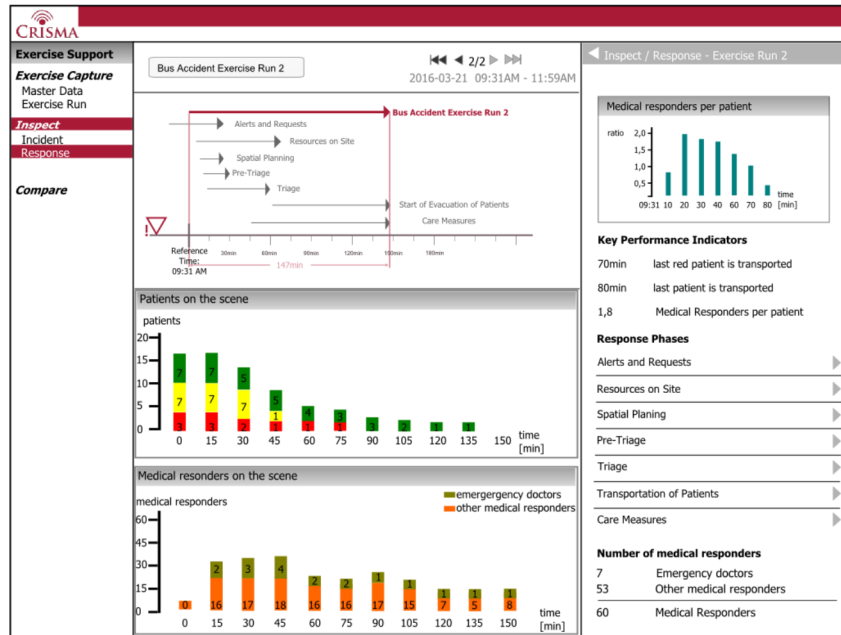 CRISMA
Exercise Support
Exercise Capture
Master Data
Exercise Run
Inspect
Incident
Response
Compare
Bus Accident Exercise Run 2
2/2
2016-03-21 09:31AM - 11:59AM
Bus Accident Exercise Run 2
Alerts and Requests
Resources on Site
Spatial Planning
Pre-Triage
Triage
Start of Evacuation of Patients
Care Measures
!
Reference
Time:
09:31 AM
30min 60min 90min 120min 150min 180min
147min
Patients on the scene
patients
20
15
10
5
0
7 7 5 5 4 3 3 2 1 1
7 7 7 1
3 3 2 1 1 1
0 15 30 45 60 75 90 105 120 135 150
time
[min]
Medical resonders on the scene
medical responders
emergergency doctors
other medical responders
60
45
30
15
0
2 3 4 2 2 1 1 1 1 1
0 16 17 18 16 16 17 15 7 5 8
0 15 30 45 60 75 90 105 120 135 150
time
[min]
Inspect / Response - Exercise Run 2
Medical responders per patient
ratio
2,0
1,5
1,0
0,5
09:31 10 20 40 60 70 80
time
[min]
Key Performance Indicators
70min last red patient is transported
80min last patient is transported
1,8 Medical Responders per patient
Response Phases
Alerts and Requests
Resources on Site
Spatial Planing
Pre-Triage
Triage
Transportation of Patients
Care Measures
Number of medical responders
7 Emergency doctors
53 Other medical responders
60 Medical Responders